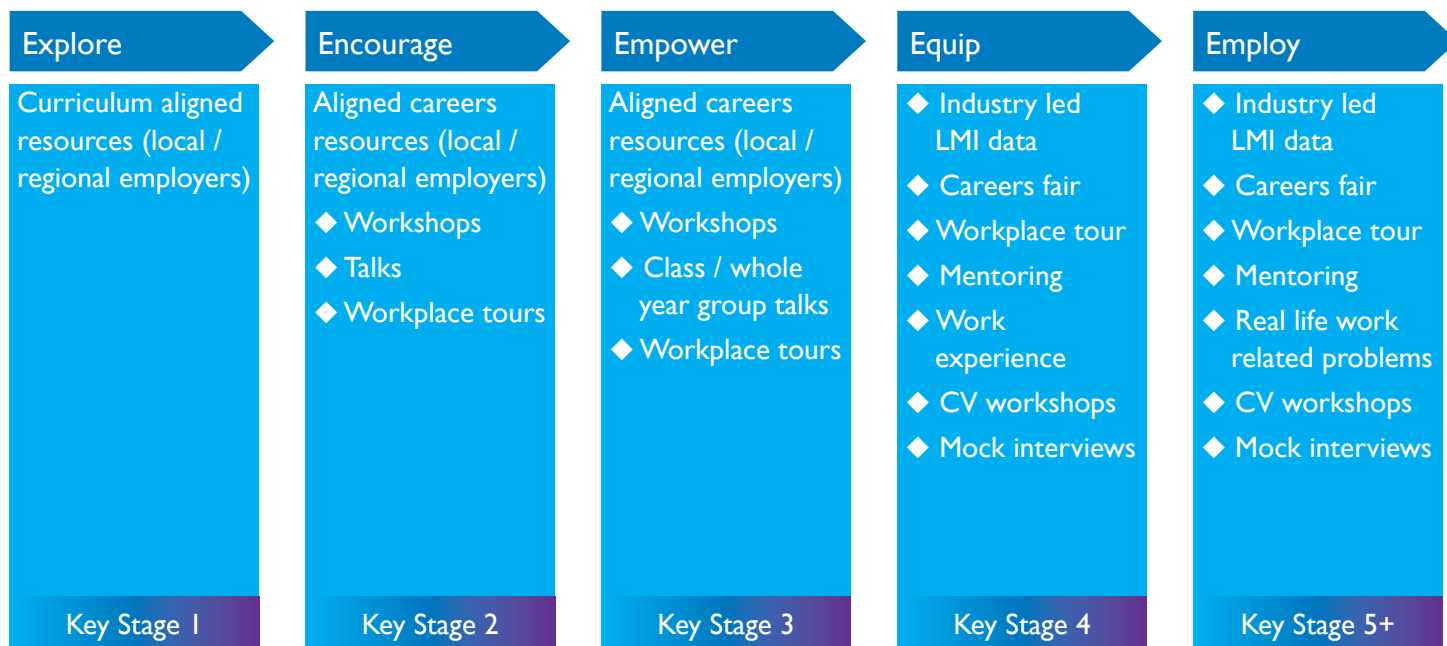 Explore
Curriculum aligned
resources (local /
regional employers)
Key Stage 1
Encourage
Aligned careers
resources (local /
regional employers)
◆ Workshops
◆ Talks
◆ Workplace tours
Key Stage 2
Empower
Aligned careers
resources (local /
regional employers)
◆ Workshops
◆ Class / whole
year group talks
◆ Workplace tours
Key Stage 3
Equip
◆ Industry led
LMI data
◆ Careers fair
◆ Workplace tour
◆ Mentoring
◆ Work
experience
◆ CV workshops
◆ Mock interviews
Key Stage 4
Employ
◆ Industry led
LMI data
◆ Careers fair
◆ Workplace tour
◆ Mentoring
◆ Real life work
related problems
◆ CV workshops
◆ Mock interviews
Key Stage 5+